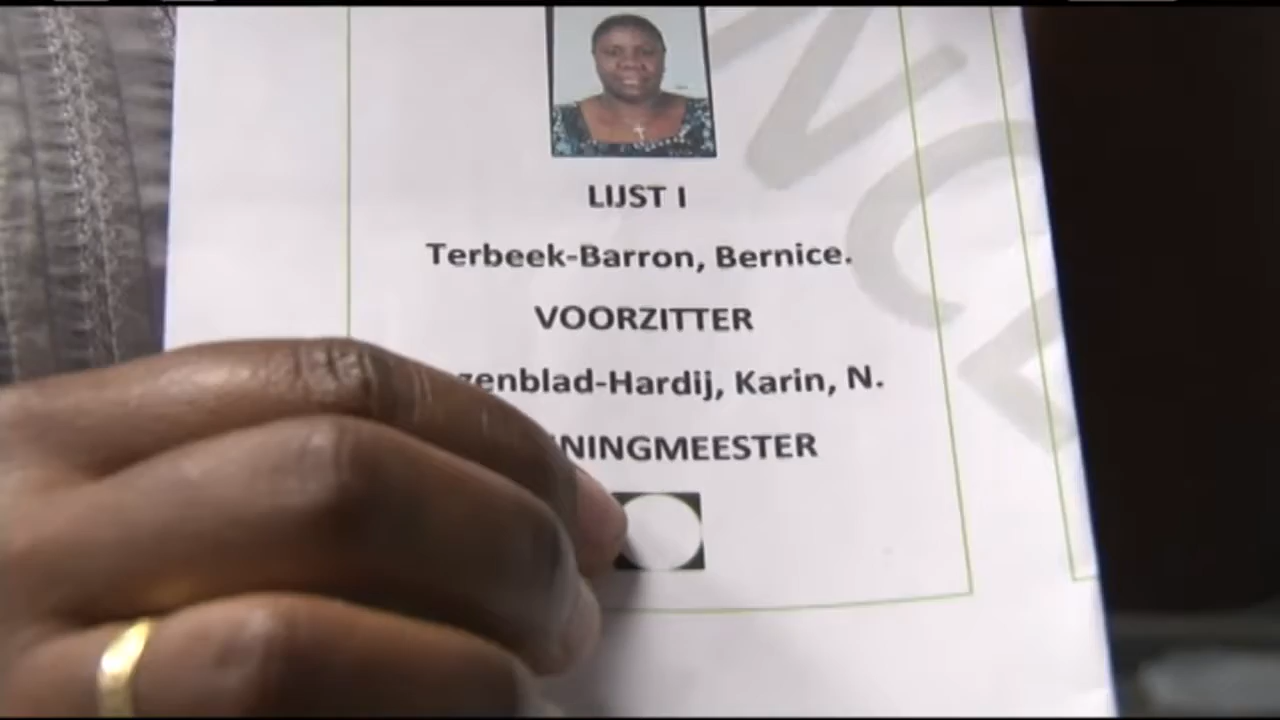 LIJST I
Terbeek-Barron, Bernice.
VOORZITTER
zenblad-Hardij, Karin, N.
NINGMEESTER